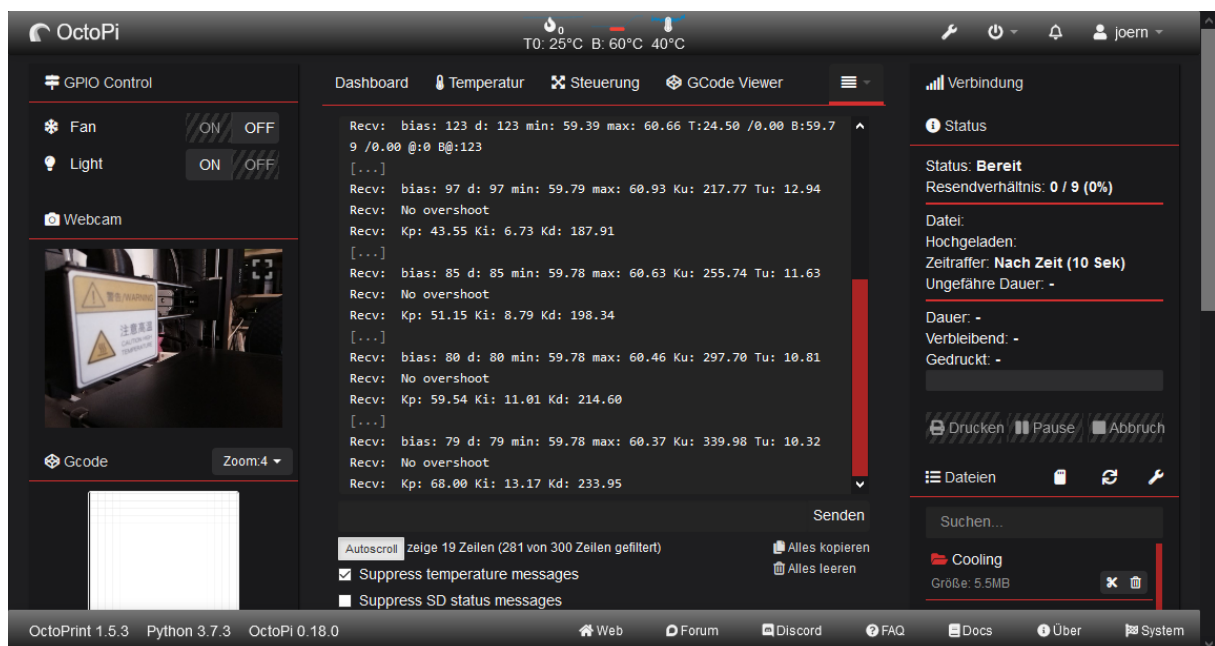 OctoPi
0
T0: 25°C B: 60°C 40°C
joern
GPIO Control
Fan
ON OFF
Light
ON OFF
Webcam
警告/WARNING
注意高温
CAUTION HIGH
TEMPERATURE
Gcode
Zoom:4
Dashboard Temperatur Steuerung GCode Viewer
Recv: bias: 123 d: 123 min: 59.39 max: 60.66 T:24.50 /0.00 B:59.7
9 /0.00 @:0 B@:123
[...]
Recv: bias: 97 d: 97 min: 59.79 max: 60.93 Ku: 217.77 Tu: 12.94
Recv: No overshoot
Recv: Kp: 43.55 Ki: 6.73 Kd: 187.91
[...]
Recv: bias: 85 d: 85 min: 59.78 max: 60.63 Ku: 255.74 Tu: 11.63
Recv: No overshoot
Recv: Kp: 51.15 Ki: 8.79 Kd: 198.34
[...]
Recv: bias: 80 d: 80 min: 59.78 max: 60.46 Ku: 297.70 Tu: 10.81
Recv: No overshoot
Recv: Kp: 59.54 Ki: 11.01 Kd: 214.60
[...]
Recv: bias: 79 d: 79 min: 59.78 max: 60.37 Ku: 339.98 Tu: 10.32
Recv: No overshoot
Recv: Kp: 68.00 Ki: 13.17 Kd: 233.95
Senden
Autoscroll zeige 19 Zeilen (281 von 300 Zeilen gefiltert)
Alles kopieren
Alles leeren
Suppress temperature messages
Suppress SD status messages
Verbindung
Status
Status: Bereit
Resendverhältnis: 0 / 9 (0%)
Datei:
Hochgeladen:
Zeitraffer: Nach Zeit (10 Sek)
Ungefähre Dauer: -
Dauer: -
Verbleibend: -
Gedruckt: -
Drucken Pause Abbruch
Dateien
Suchen...
Cooling
Größe: 5.5MB
OctoPrint 1.5.3 Python 3.7.3 OctoPi 0.18.0
Web Forum Discord FAQ Docs Über System